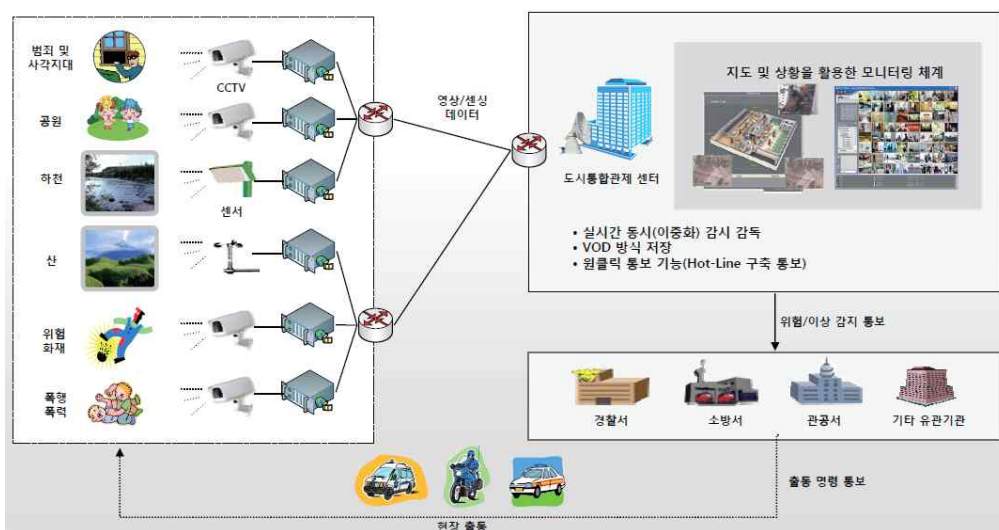 범죄 및
사각지대
CCTV
공원
하천
센서
산
위험
화재
폭행
폭력
영상/센싱
데이터
도시통합관제 센터
지도 및 상황을 활용한 모니터링 체계
• 실시간 동시(이중화) 감시 감독
• VOD 방식 저장
• 원클릭 통보 기능(Hot-Line 구축 통보)
위험/이상 감지 통보
경찰서
소방서
관공서
기타 유관기관
출동 명령 통보
현장 출동